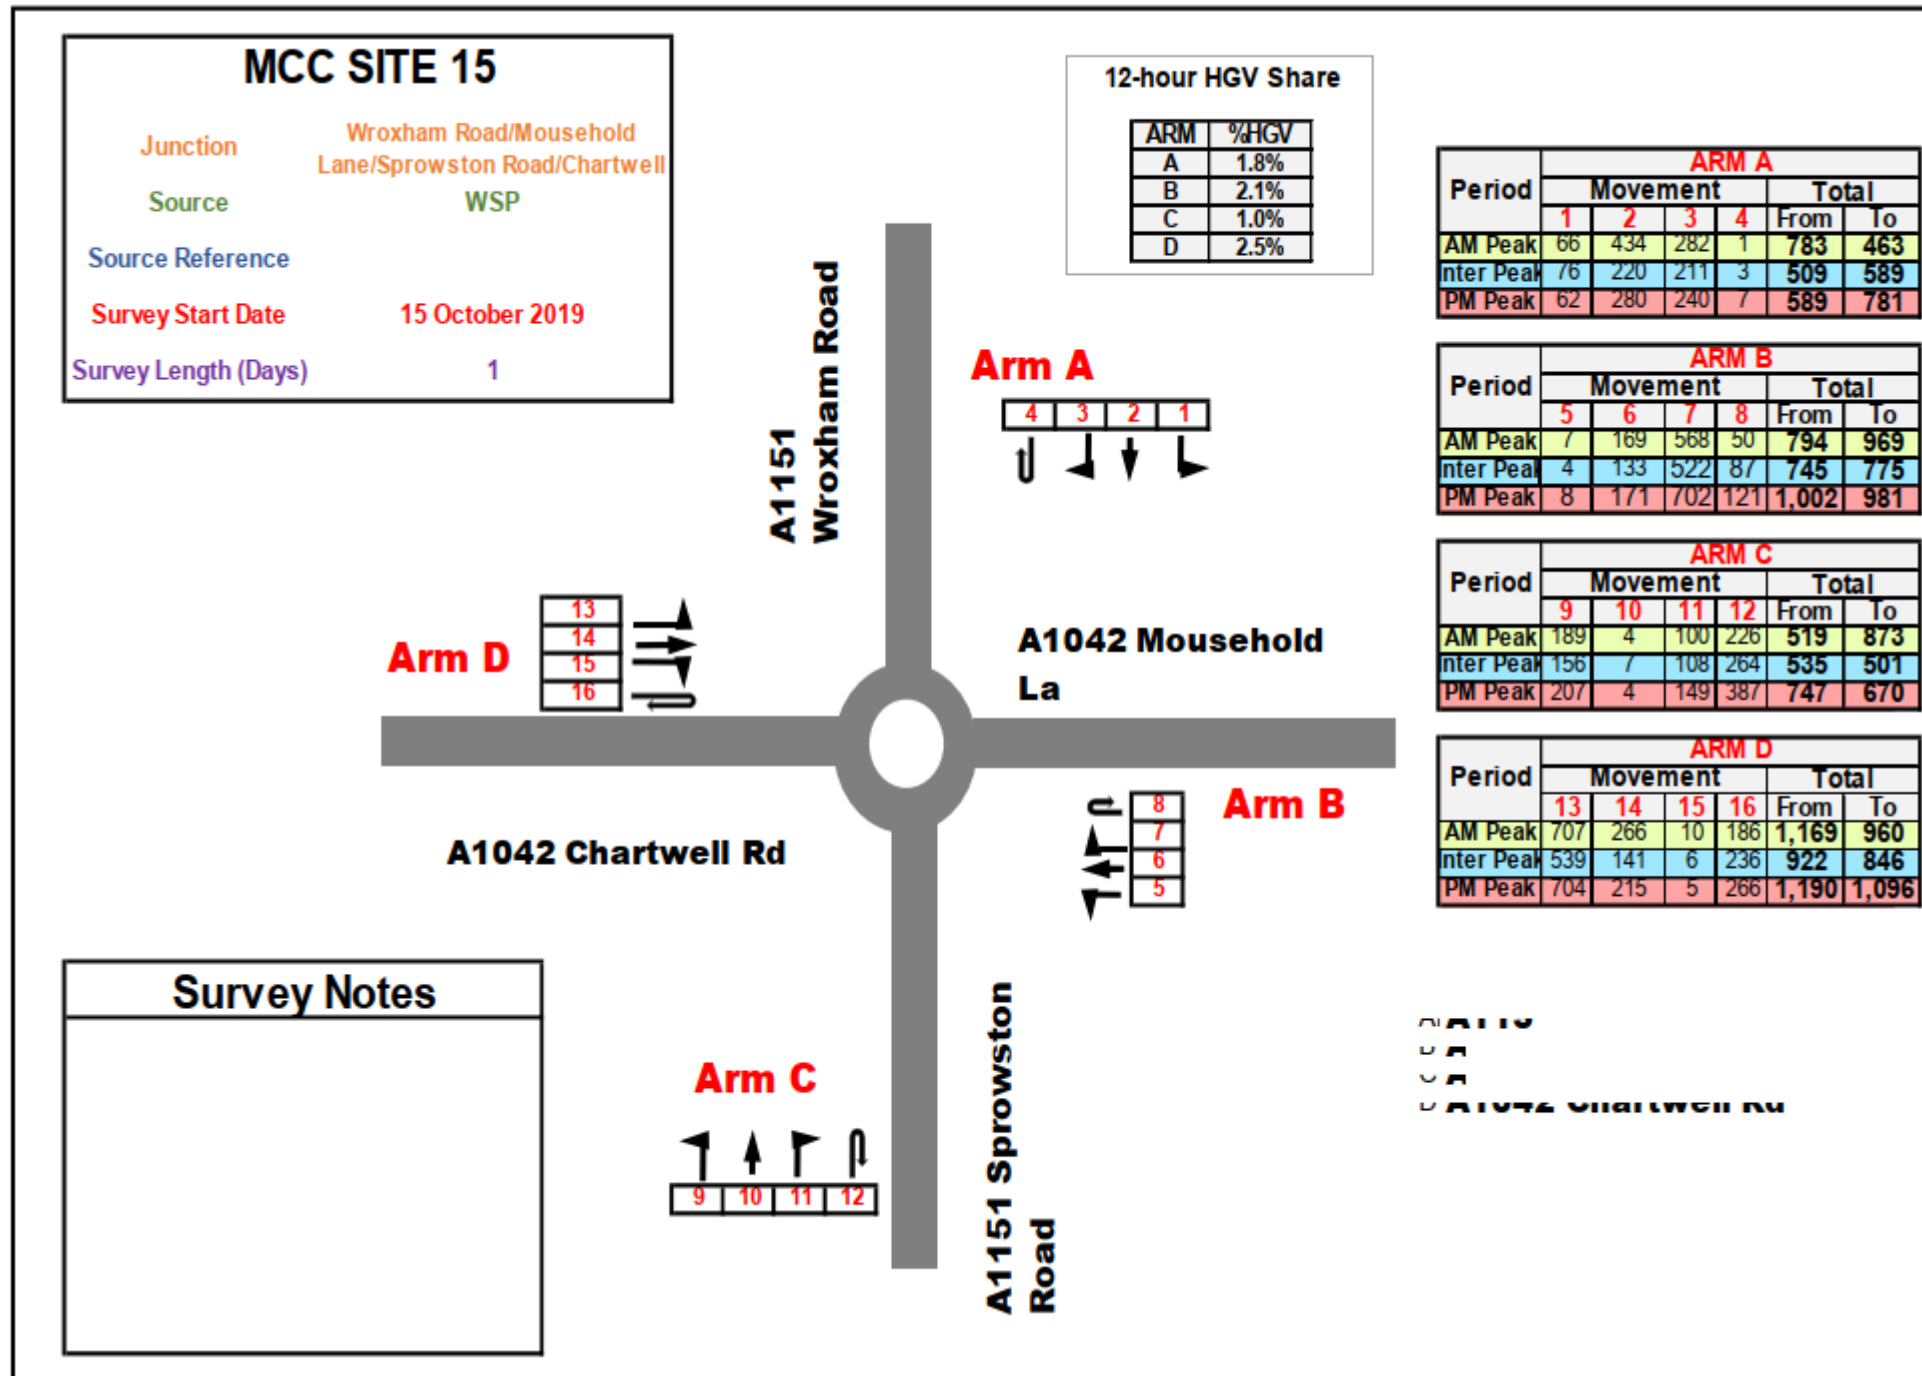 MCC SITE 15
Junction
Wroxham Road/Mousehold
Lane/Sprowston Road/Chartwell
Source WSP
Source Reference
Survey Start Date 15 October 2019
Survey Length (Days) 1
12-hour HGV Share
ARM %HGV
A 1.8%
B 2.1%
C 1.0%
D 2.5%
Period ARM A
Movement Total
1 2 3 4 From To
AM Peak 66 434 282 1 783 463
Inter Peak 76 220 211 3 509 589
PM Peak 62 280 240 7 589 781
Period ARM B
Movement Total
5 6 7 8 From To
AM Peak 7 169 568 50 794 969
Inter Peak 4 133 522 87 745 775
PM Peak 8 171 702 121 1,002 981
Period ARM C
Movement Total
9 10 11 12 From To
AM Peak 189 4 100 226 519 873
Inter Peak 156 7 108 264 535 501
PM Peak 207 4 149 387 747 670
Period ARM D
Movement Total
13 14 15 16 From To
AM Peak 707 266 10 186 1,169 960
Inter Peak 539 141 6 236 922 846
PM Peak 704 215 5 266 1,190 1,096
A1151
Wroxham Road
Arm A
4 3 2 1
Arm D
13
14
15
16
A1042 Mousehold
La
A1042 Chartwell Rd
Arm B
8
7
6
5
Arm C
9 10 11 12
A1151 Sprowston
Road
Survey Notes
A1042 Chartwell Rd